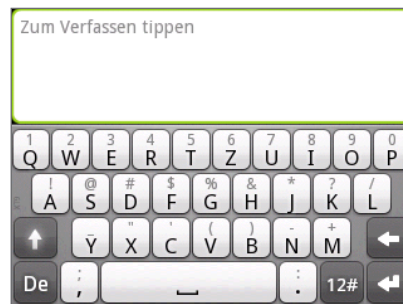 Zum Verfassen tippen
1 2 3 4 5 6 7 8 9 0
Q W E R T Z U I O P
! @ # $ % & * ? /
A S D F G H J K L
_ " ' ( ) - +
Y X C V B N M
; :
De , . 12#